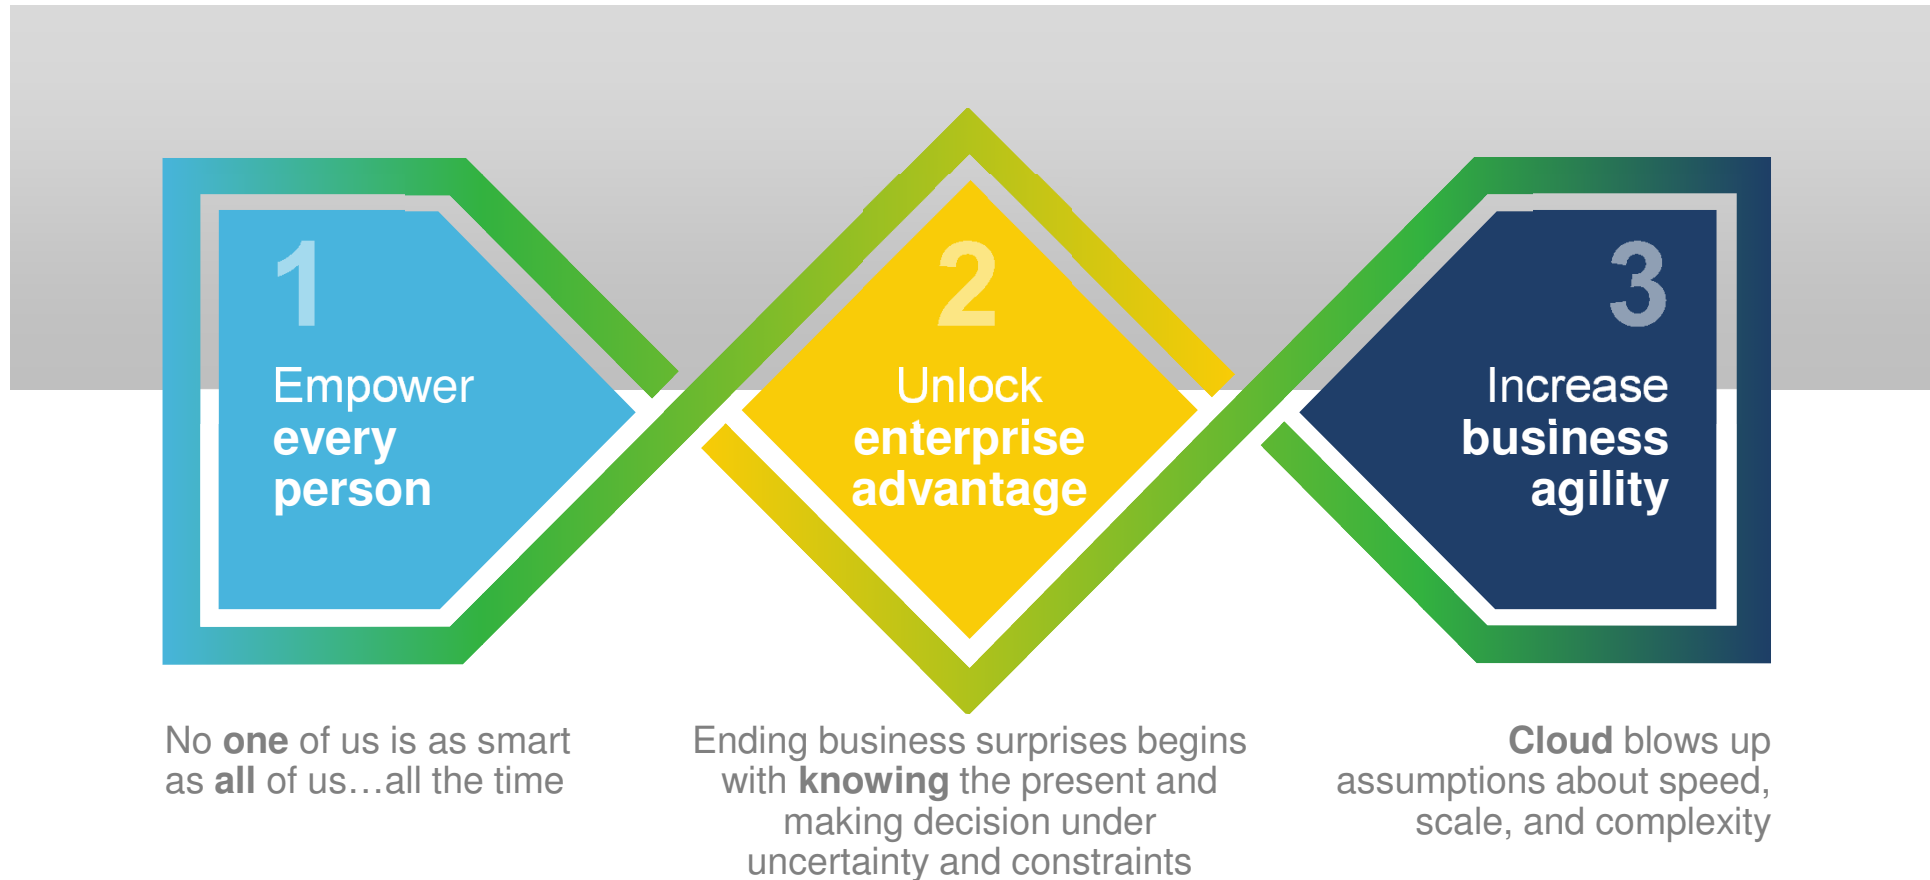 1
Empower
every
person
2
Unlock
enterprise
advantage
3
Increase
business
agility
No one of us is as smart
as all of us…all the time
Ending business surprises begins
with knowing the present and
making decision under
uncertainty and constraints
Cloud blows up
assumptions about speed,
scale, and complexity